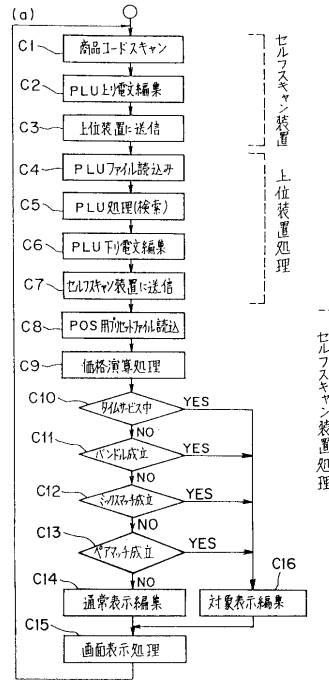 (a)
C1
商品コードスキャン
C2
PLU上り電文編集
C3
上位装置に送信
セルフスキャン装置
C4
PLUファイル読込み
C5
PLU処理(検索)
C6
PLU下り電文編集
C7
セルフスキャン装置に送信
上位装置処理
C8
POS用プリセットファイル読込
C9
価格演算処理
C10
タイムサービス中
YES
NO
C11
バンドル成立
YES
NO
C12
ミックスマッチ成立
YES
NO
C13
ペアマッチ成立
YES
NO
セルフスキャン装置処理
C14
通常表示編集
C16
対象表示編集
C15
画面表示処理